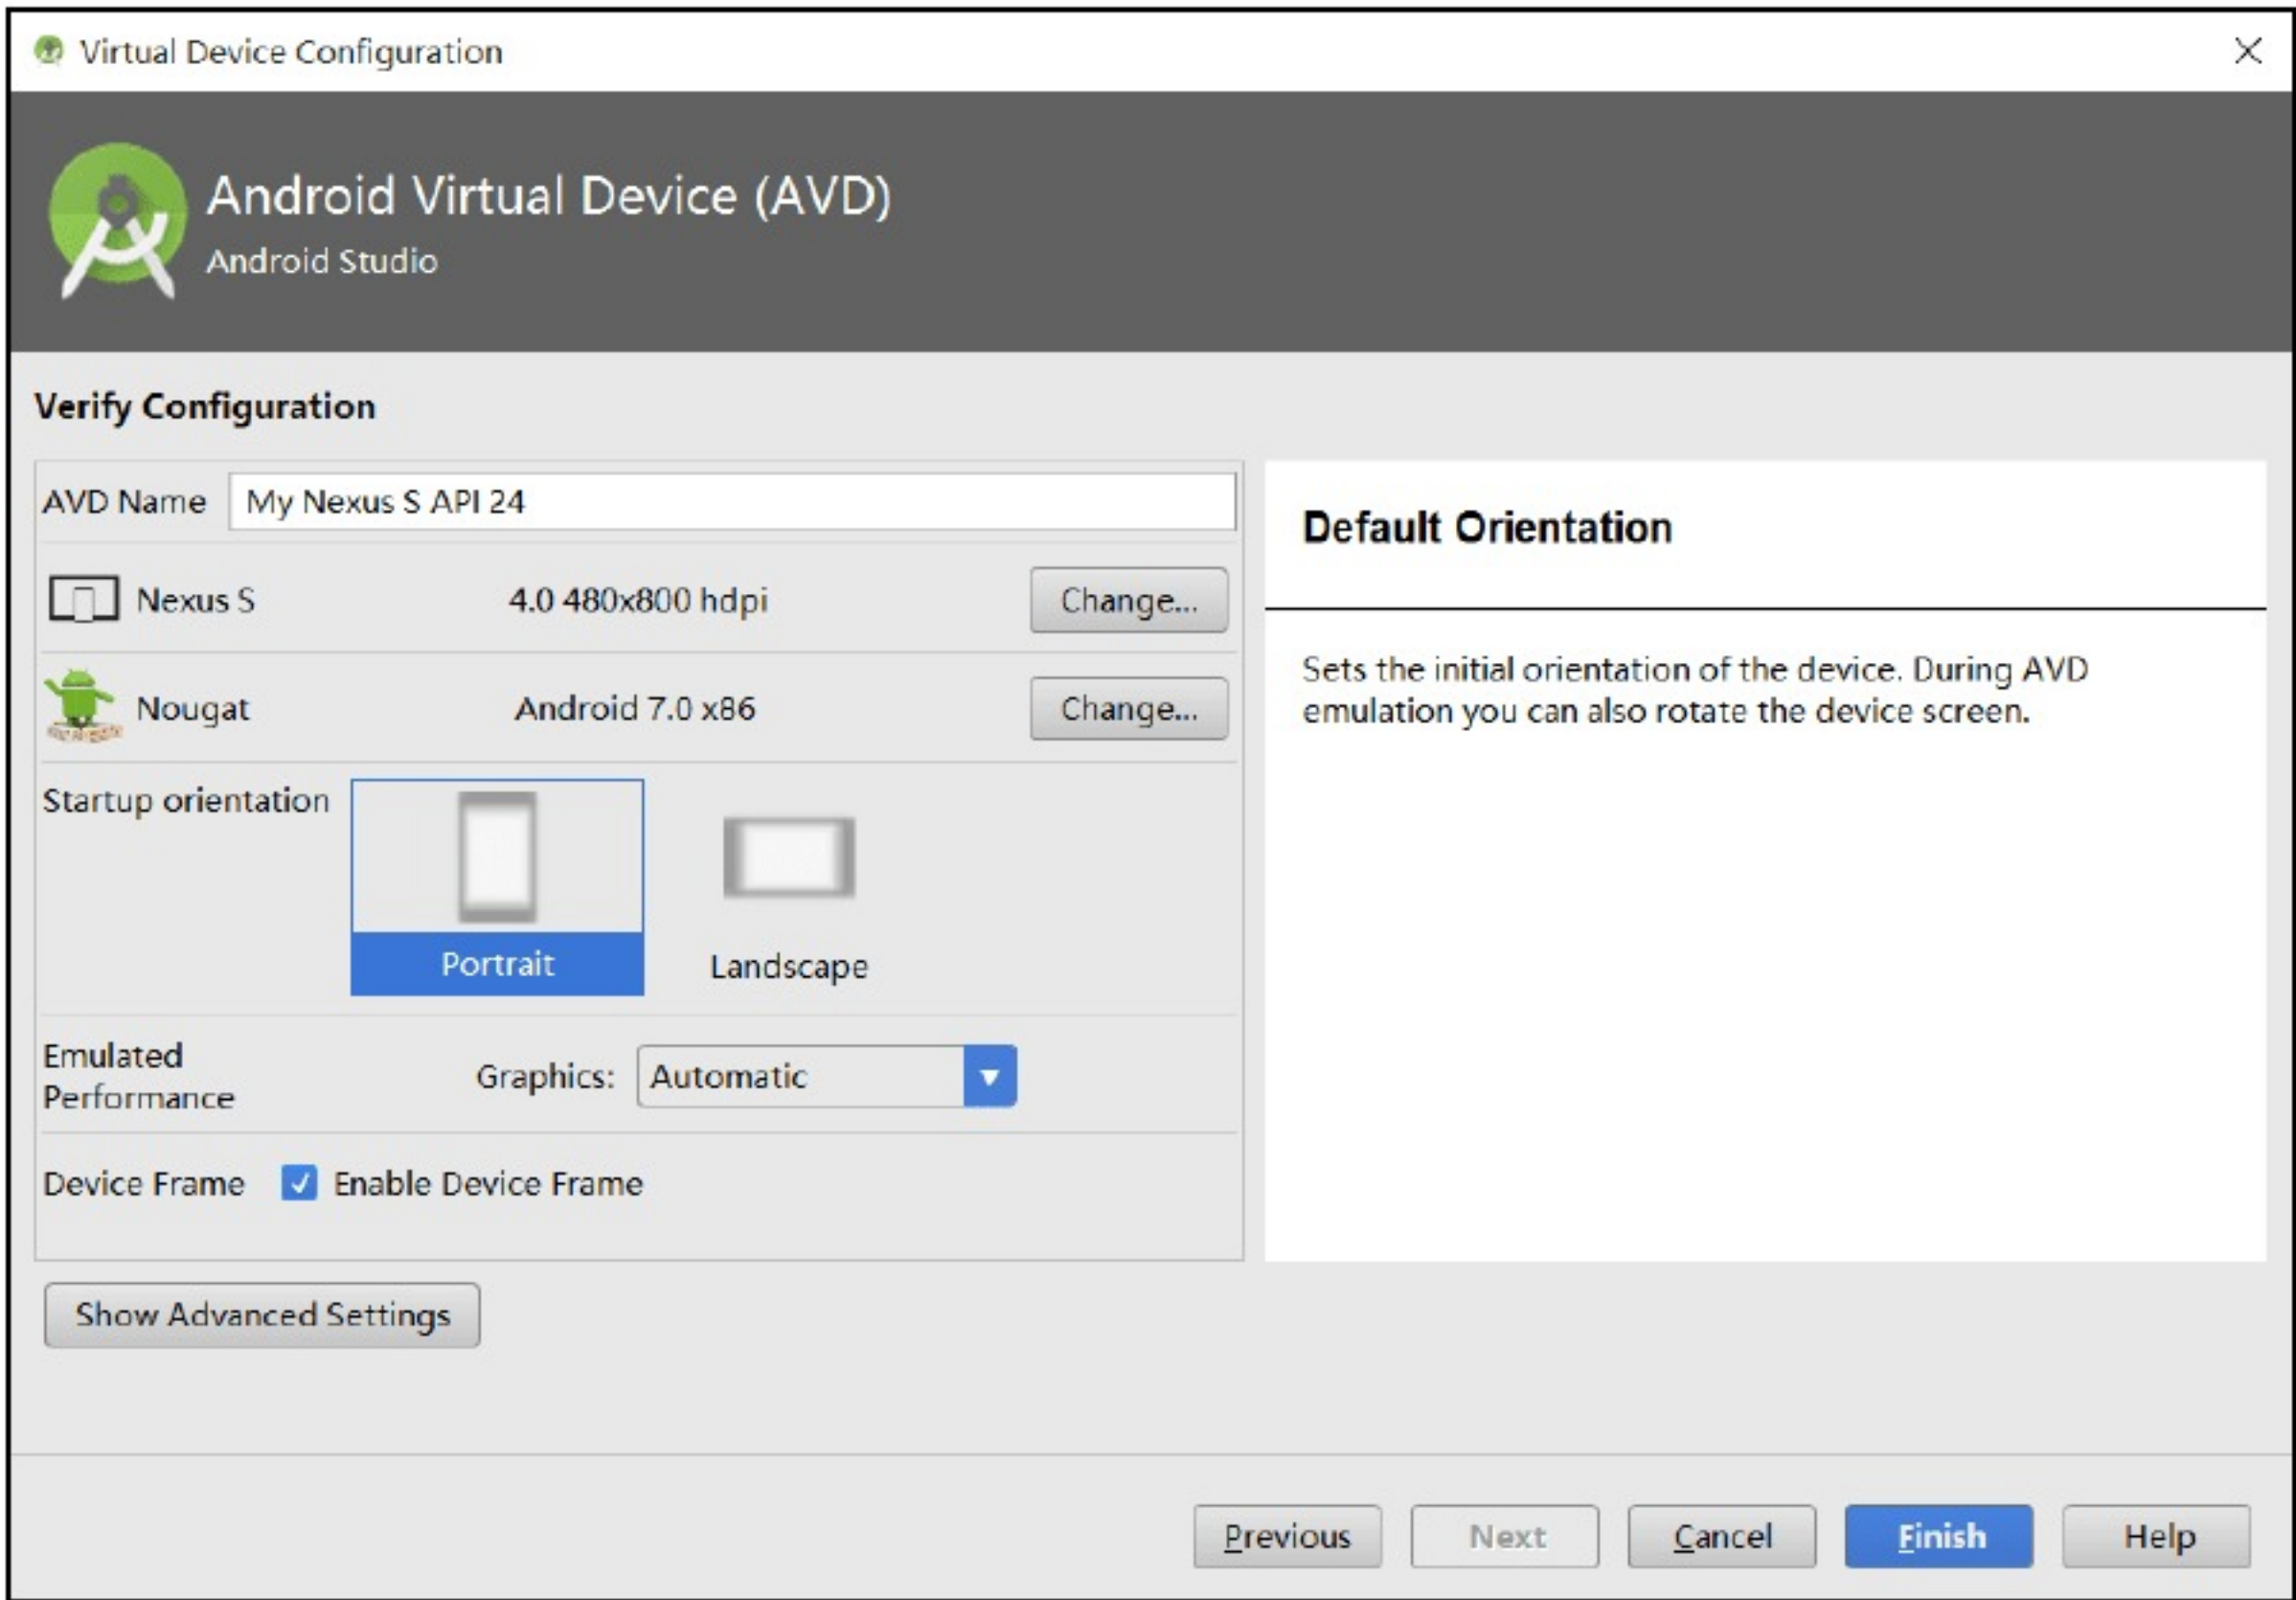 Virtual Device Configuration
Android Virtual Device (AVD)
Android Studio
Verify Configuration
AVD Name My Nexus S API 24
Nexus S 4.0 480x800 hdpi Change...
Nougat Android 7.0 x86 Change...
Startup orientation
Portrait
Landscape
Emulated
Performance
Graphics: Automatic
Device Frame Enable Device Frame
Show Advanced Settings
Default Orientation
Sets the initial orientation of the device. During AVD
emulation you can also rotate the device screen.
Previous Next Cancel Finish Help